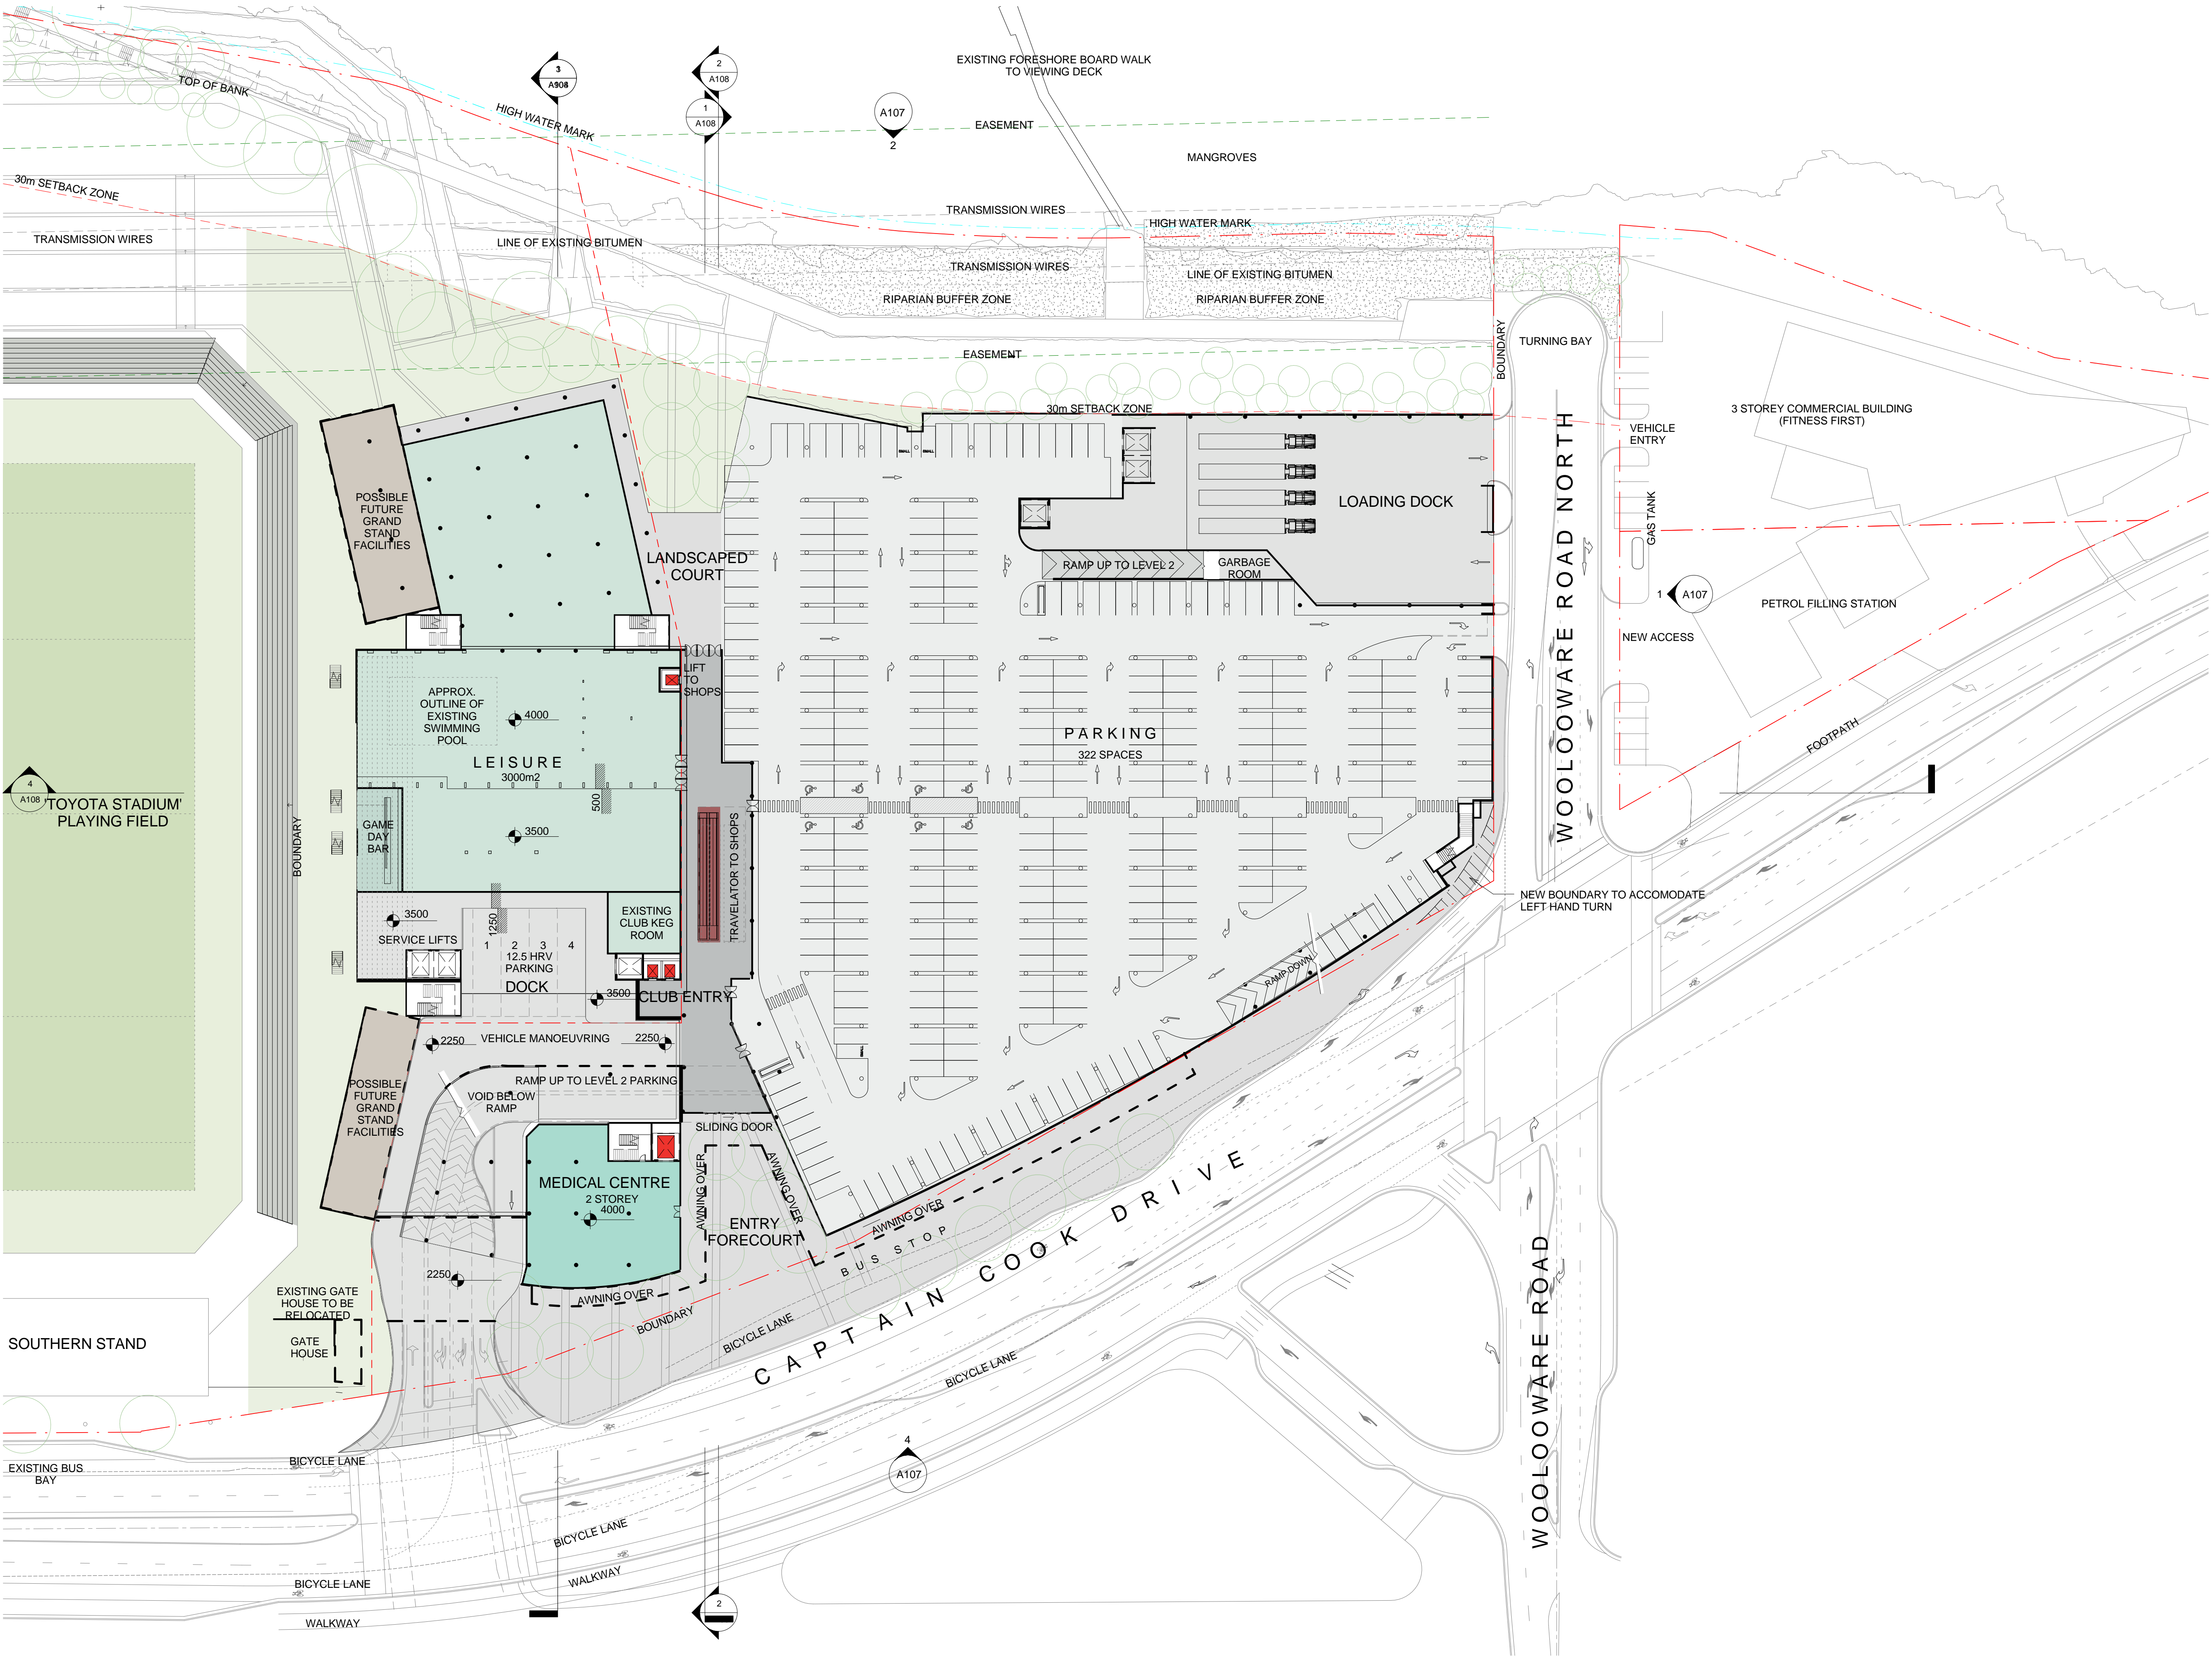 EXISTING FORESHORE BOARD WALK
TO VIEWING DECK
TOP OF BANK
2
A108
1
A108
A107
2
HIGH WATER MARK
EASEMENT
MANGROVES
30m SETBACK ZONE
TRANSMISSION WIRES
TRANSMISSION WIRES
HIGH WATER MARK
LINE OF EXISTING BITUMEN
TRANSMISSION WIRES
LINE OF EXISTING BITUMEN
RIPARIAN BUFFER ZONE
RIPARIAN BUFFER ZONE
BOUNDARY
TURNING BAY
EASEMENT
30m SETBACK ZONE
3 STOREY COMMERCIAL BUILDING
(FITNESS FIRST)
VEHICLE
ENTRY
POSSIBLE
FUTURE
GRAND
STAND
FACILITIES
LOADING DOCK
GAS TANK
WOOLOOWARE ROAD NORTH
LANDSCAPED
COURT
RAMP UP TO LEVEL 2
GARBAGE
ROOM
1
A107
PETROL FILLING STATION
NEW ACCESS
LIFT
TO
SHOPS
APPROX.
OUTLINE OF
EXISTING
SWIMMING
POOL
4000
LEISURE
3000m2
PARKING
322 SPACES
FOOTPATH
4
A108
'TOYOTA STADIUM'
PLAYING FIELD
BOUNDARY
500
GAME
DAY
BAR
3500
TRAVELATOR TO SHOPS
NEW BOUNDARY TO ACCOMODATE
LEFT HAND TURN
3500
1250
EXISTING
CLUB KEG
ROOM
SERVICE LIFTS
1 2 3 4
12.5 HRV
PARKING
DOCK
3500
CLUB ENTRY
RAMP DOWN
2250
VEHICLE MANOEUVRING
2250
POSSIBLE
FUTURE
GRAND
STAND
FACILITIES
RAMP UP TO LEVEL 2 PARKING
VOID BELOW
RAMP
SLIDING DOOR
AWNING OVER
AWNING OVER
MEDICAL CENTRE
2 STOREY
4000
ENTRY
FORECOURT
AWNING OVER
BUS STOP
CAPTAIN COOK DRIVE
2250
AWNING OVER
BOUNDARY
BICYCLE LANE
EXISTING GATE
HOUSE TO BE
RELOCATED
GATE
HOUSE
SOUTHERN STAND
BICYCLE LANE
WOOLOOWARE ROAD
EXISTING BUS
BAY
BICYCLE LANE
4
A107
BICYCLE LANE
BICYCLE LANE
WALKWAY
WALKWAY
2